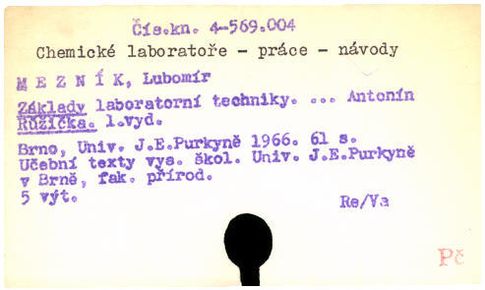 Čís.kn. 4-569.004
Chemické laboratoře - práce - návody
M E Z N Í K, Lubomír
Základy laboratorní techniky. ... Antonín
Růžička. 1.vyd.
Brno, Univ. J.E.Purkyně 1966. 61 s.
Učební texty vys. škol. Univ. J.E.Purkyně
v Brně, fak. přírod.
5 výt.
Re/Va
Pč